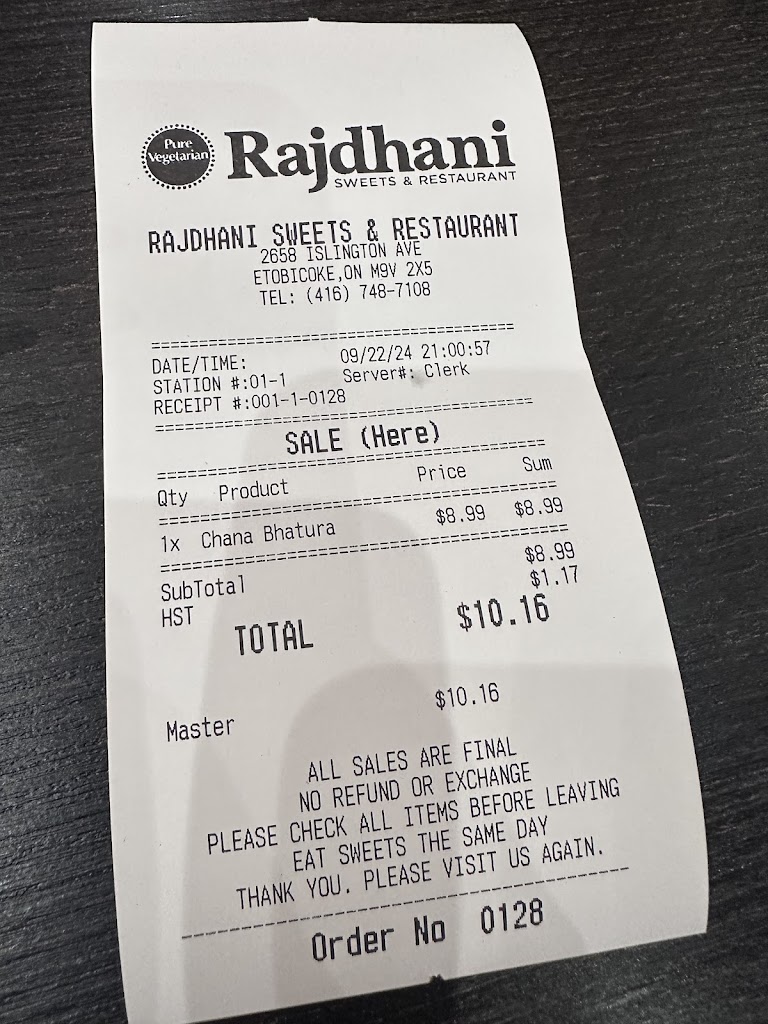 Pure
Vegetarian
Rajdhani
SWEETS & RESTAURANT
RAJDHANI SWEETS & RESTAURANT
2658 ISLINGTON AVE
ETOBICOKE,ON M9V 2X5
TEL: (416) 748-7108
======================================
DATE/TIME: 09/22/24 21:00:57
STATION #:01-1 Server#: Clerk
RECEIPT #:001-1-0128
======================================
SALE (Here)
======================================
Qty Product Price Sum
======================================
1x Chana Bhatura $8.99 $8.99
======================================
SubTotal $8.99
HST $1.17
TOTAL $10.16
Master $10.16
ALL SALES ARE FINAL
NO REFUND OR EXCHANGE
PLEASE CHECK ALL ITEMS BEFORE LEAVING
EAT SWEETS THE SAME DAY
THANK YOU. PLEASE VISIT US AGAIN.
--------------------------------------
Order No 0128